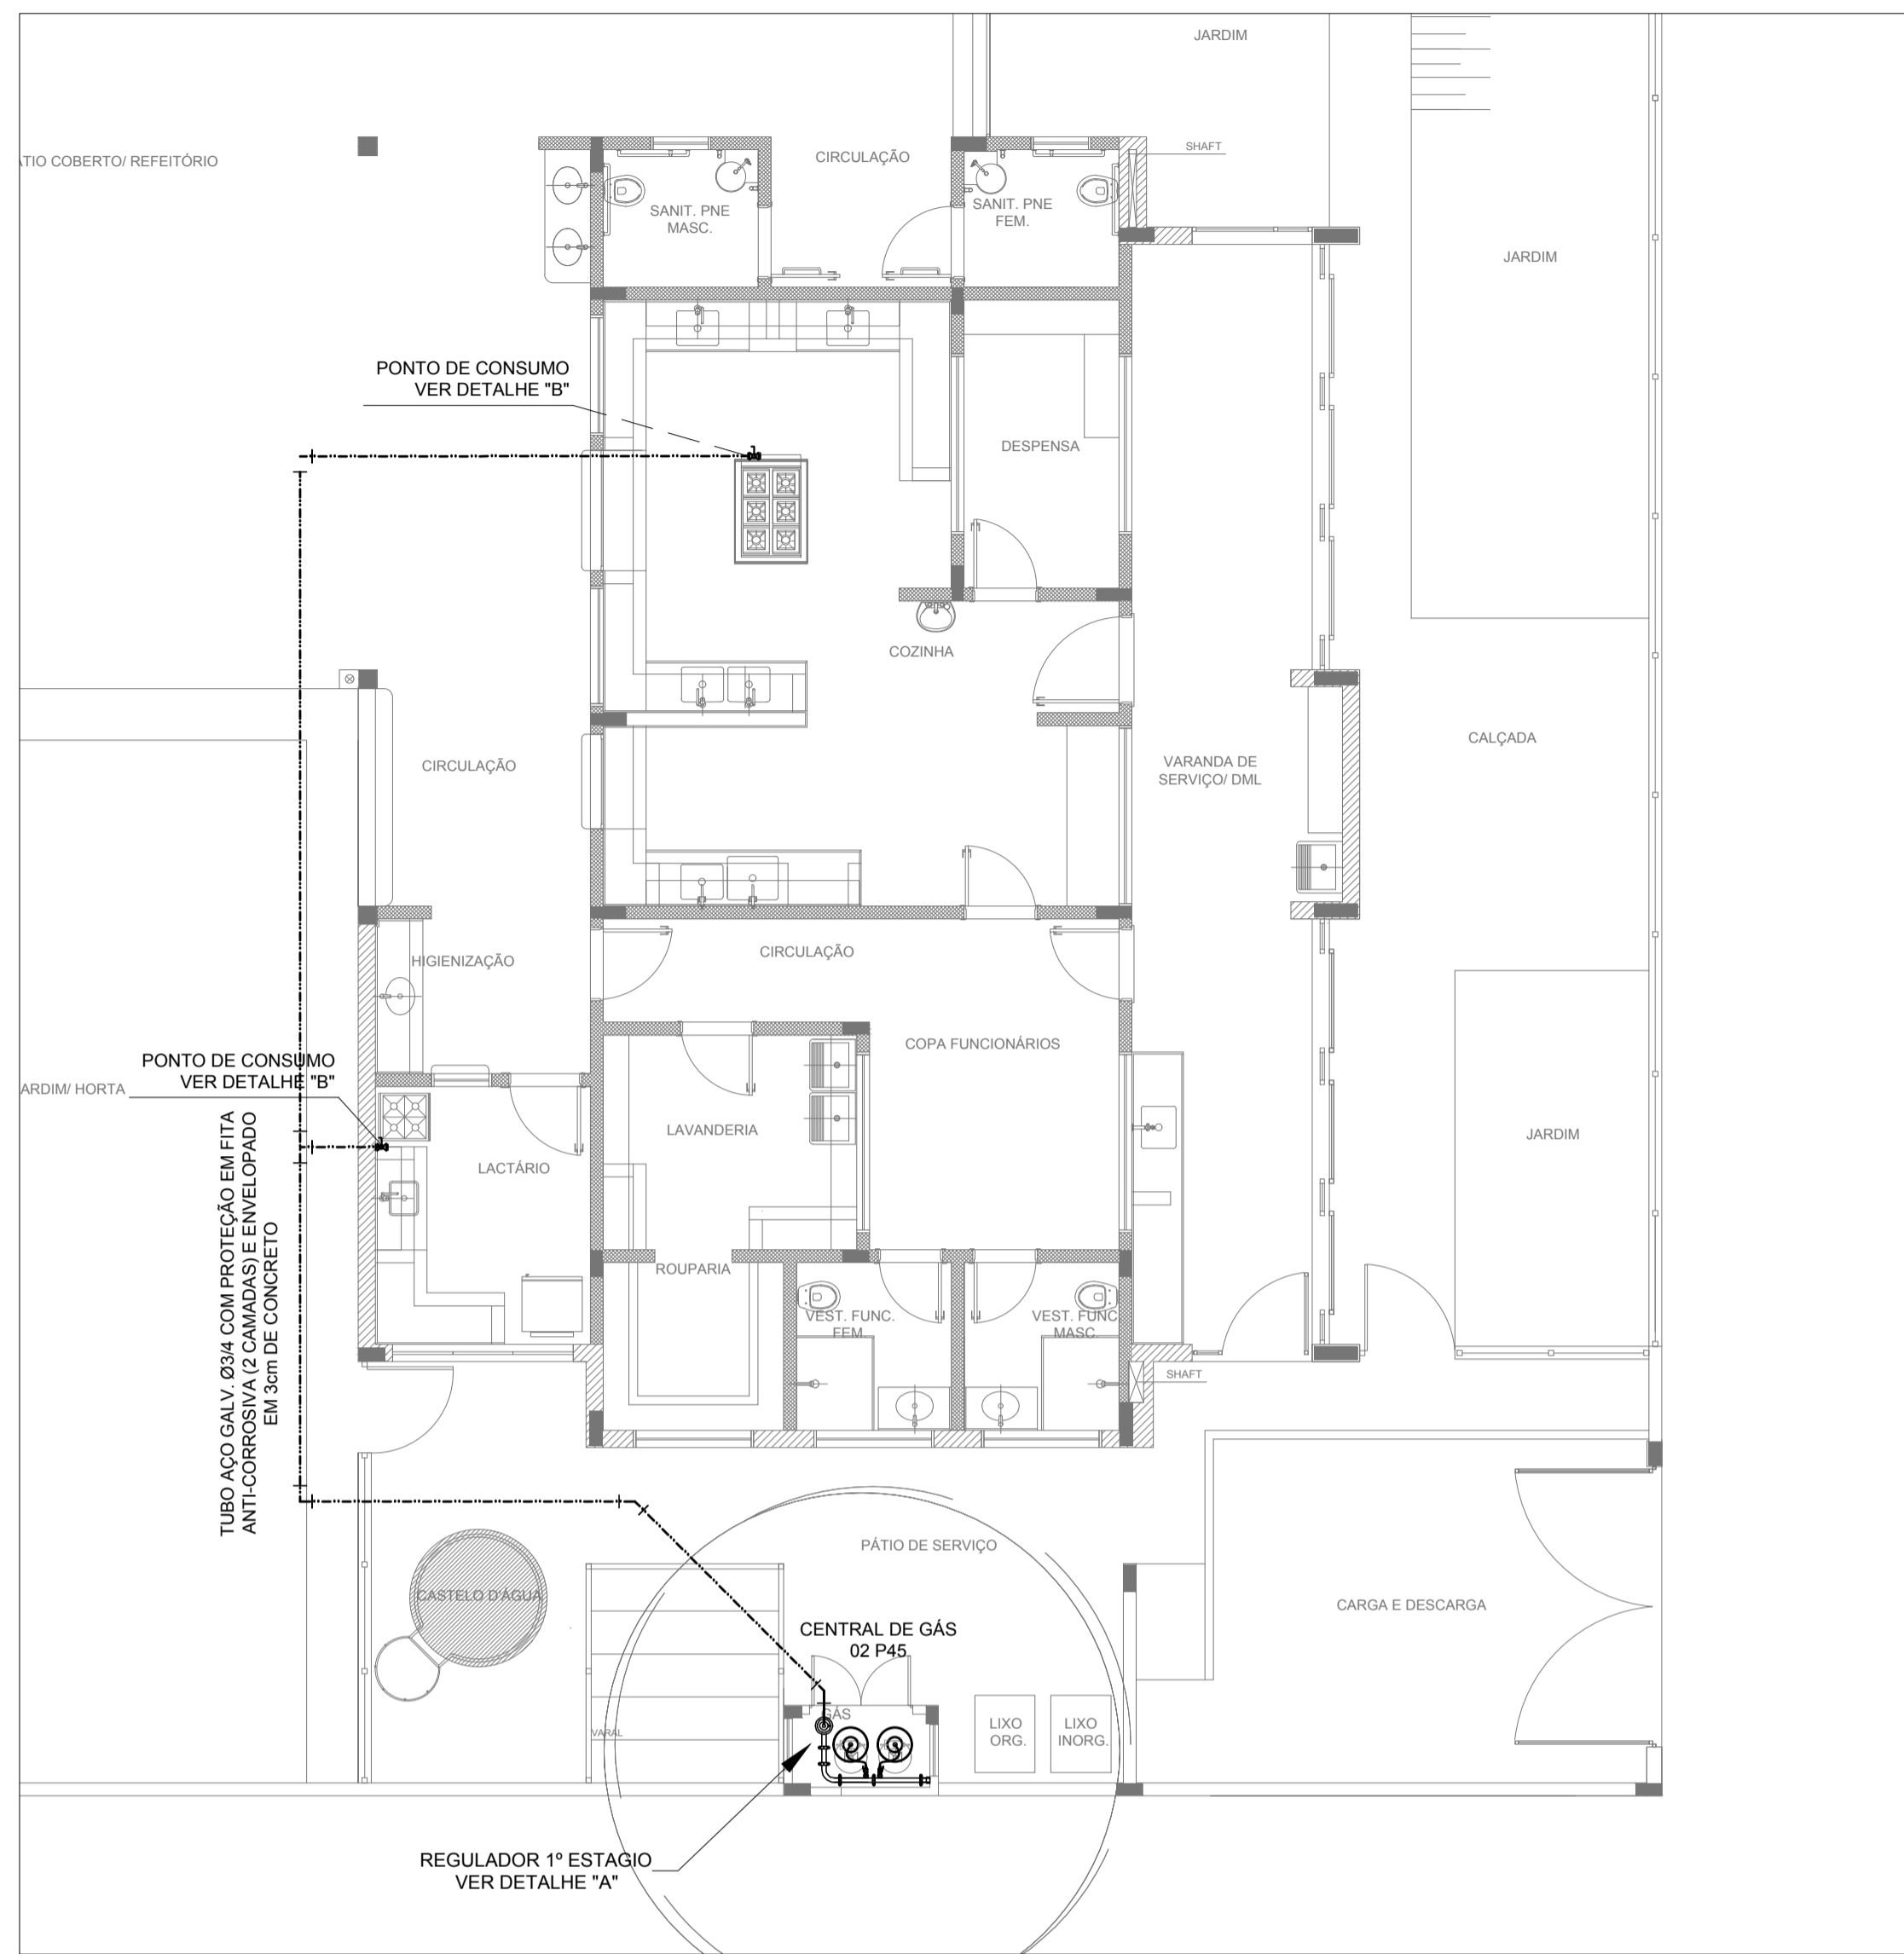 JARDIM
ÁTIO COBERTO/ REFEITÓRIO
CIRCULAÇÃO
SHAFT
SANIT. PNE
MASC.
SANIT. PNE
FEM.
JARDIM
PONTO DE CONSUMO
VER DETALHE "B"
DESPENSA
COZINHA
CIRCULAÇÃO
VARANDA DE
SERVIÇO/ DML
CALÇADA
HIGIENIZAÇÃO
CIRCULAÇÃO
COPA FUNCIONÁRIOS
PONTO DE CONSUMO
VER DETALHE "B"
ARDIM/ HORTA
LAVANDERIA
JARDIM
LACTÁRIO
TUBO AÇO GALV. Ø3/4 COM PROTEÇÃO EM FITA
ANTI-CORROSIVA (2 CAMADAS) E ENVELOPADO
EM 3cm DE CONCRETO
ROUPARIA
VEST. FUNC.
FEM.
VEST. FUNC
MASC.
SHAFT
PÁTIO DE SERVIÇO
CASTELO D'ÁGUA
CARGA E DESCARGA
CENTRAL DE GÁS
02 P45
GÁS
LIXO
ORG.
LIXO
INORG.
VARAL
REGULADOR 1º ESTAGIO
VER DETALHE "A"